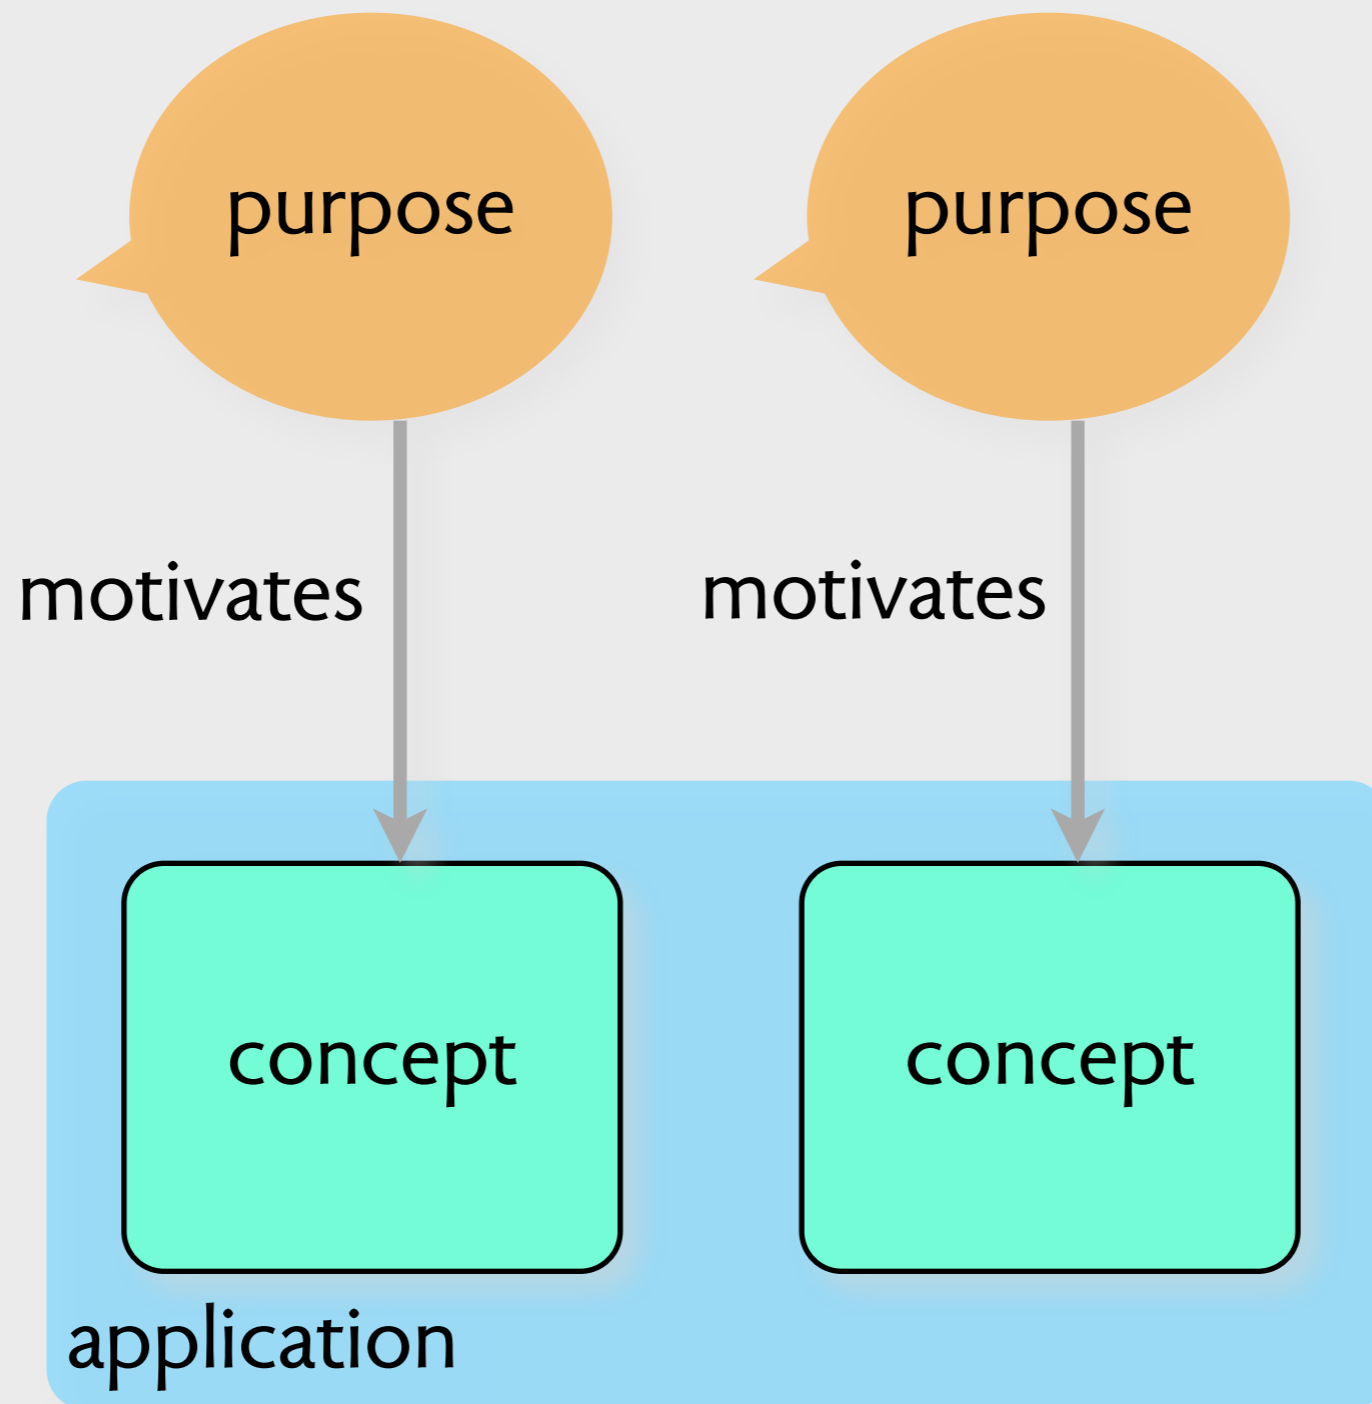 purpose
purpose
motivates
motivates
concept
concept
application